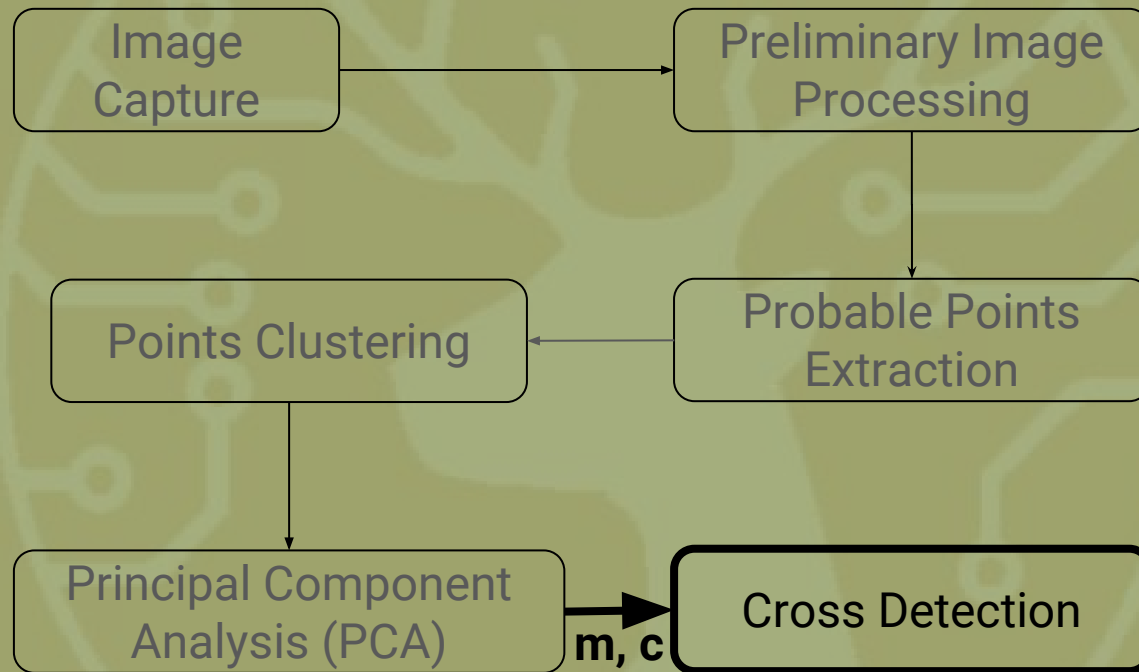 Image
Capture
Preliminary Image
Processing
Probable Points
Extraction
Points Clustering
Principal Component
Analysis (PCA)
m, c
Cross Detection